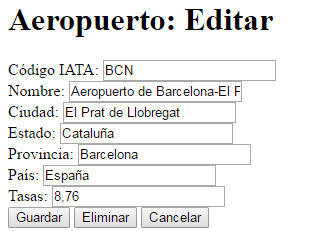 Aeropuerto: Editar
Código IATA: BCN
Nombre: Aeropuerto de Barcelona-El
Ciudad: El Prat de Llobregat
Estado: Cataluña
Provincia: Barcelona
País: España
Tasas: 8,76
Guardar Eliminar Cancelar